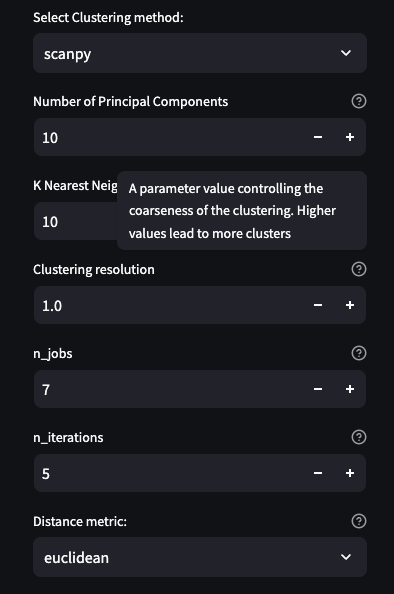 Select Clustering method:
scanpy
Number of Principal Components
10
K Nearest Neig
10
A parameter value controlling the
coarseness of the clustering. Higher
values lead to more clusters
Clustering resolution
1.0
n_jobs
7
n_iterations
5
Distance metric:
euclidean